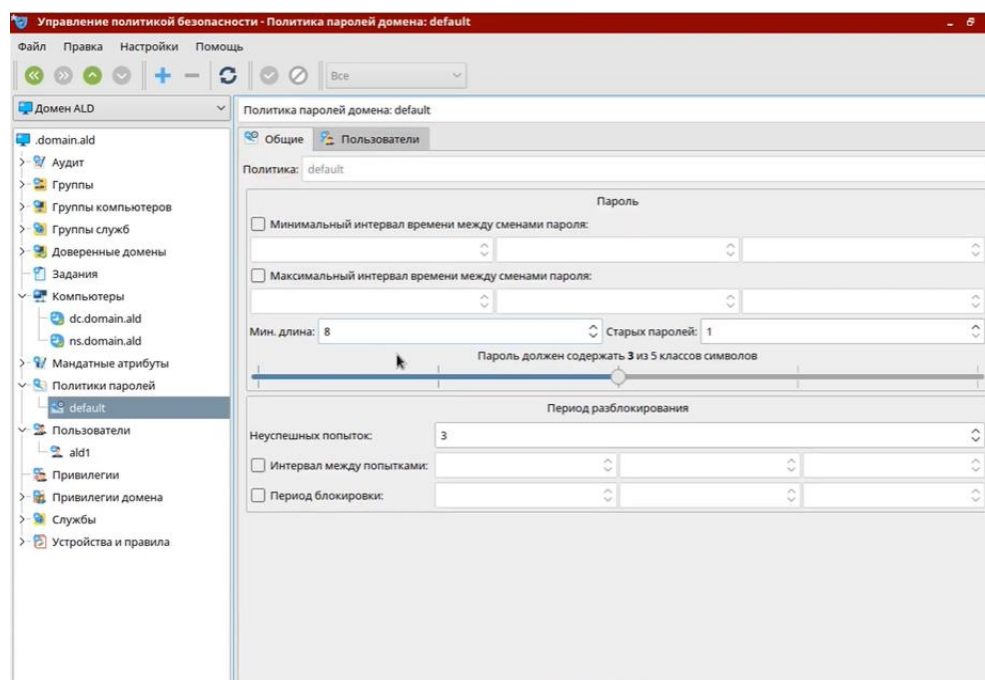 Управление политикой безопасности - Политика паролей домена: default
Файл Правка Настройки Помощь
Все
Домен ALD
Политика паролей домена: default
.domain.ald
Аудит
Группы
Группы компьютеров
Группы служб
Доверенные домены
Задания
Компьютеры
dc.domain.ald
ns.domain.ald
Мандатные атрибуты
Политики паролей
default
Пользователи
ald1
Привилегии
Привилегии домена
Службы
Устройства и правила
Общие Пользователи
Политика: default
Пароль
Минимальный интервал времени между сменами пароля:
Максимальный интервал времени между сменами пароля:
Мин. длина: 8 Старых паролей: 1
Пароль должен содержать 3 из 5 классов символов
Период разблокирования
Неуспешных попыток: 3
Интервал между попытками:
Период блокировки: